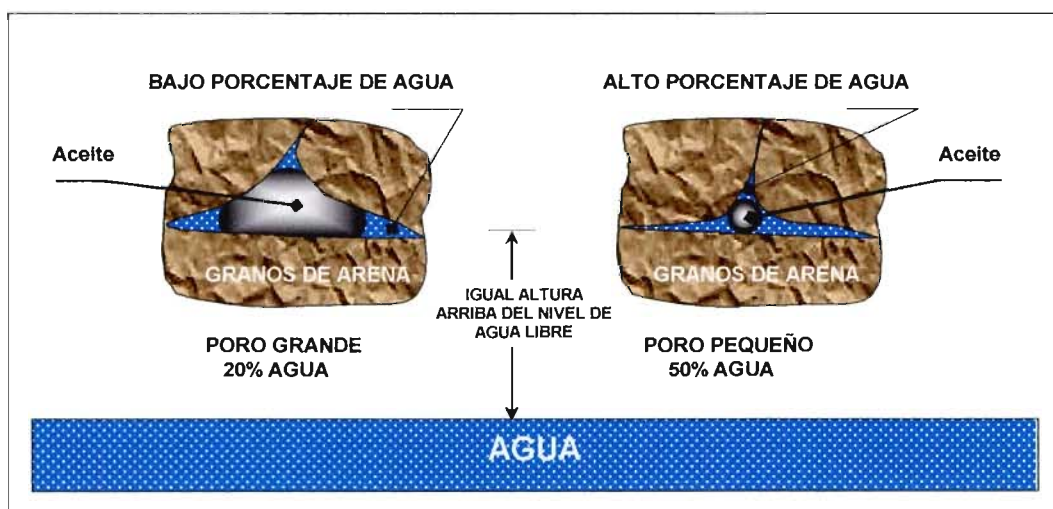 BAJO PORCENTAJE DE AGUA
ALTO PORCENTAJE DE AGUA
Aceite
Aceite
GRANOS DE ARENA
GRANOS DE ARENA
IGUAL ALTURA
ARRIBA DEL NIVEL DE
AGUA LIBRE
PORO GRANDE
20% AGUA
PORO PEQUEÑO
50% AGUA
AGUA